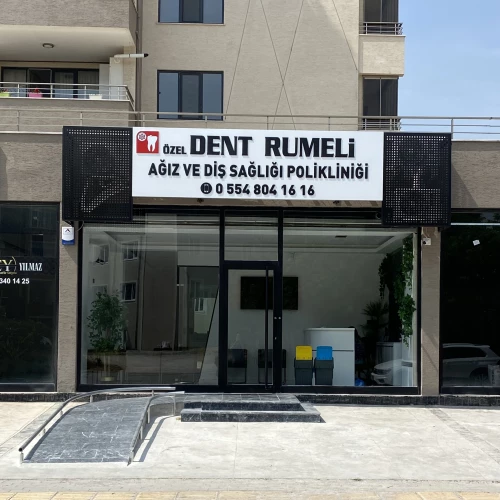 ÖZEL DENT RUMELİ
AĞIZ VE DİŞ SAĞLIĞI POLİKLİNİĞİ
0 554 804 16 16
YILMAZ
340 14 25